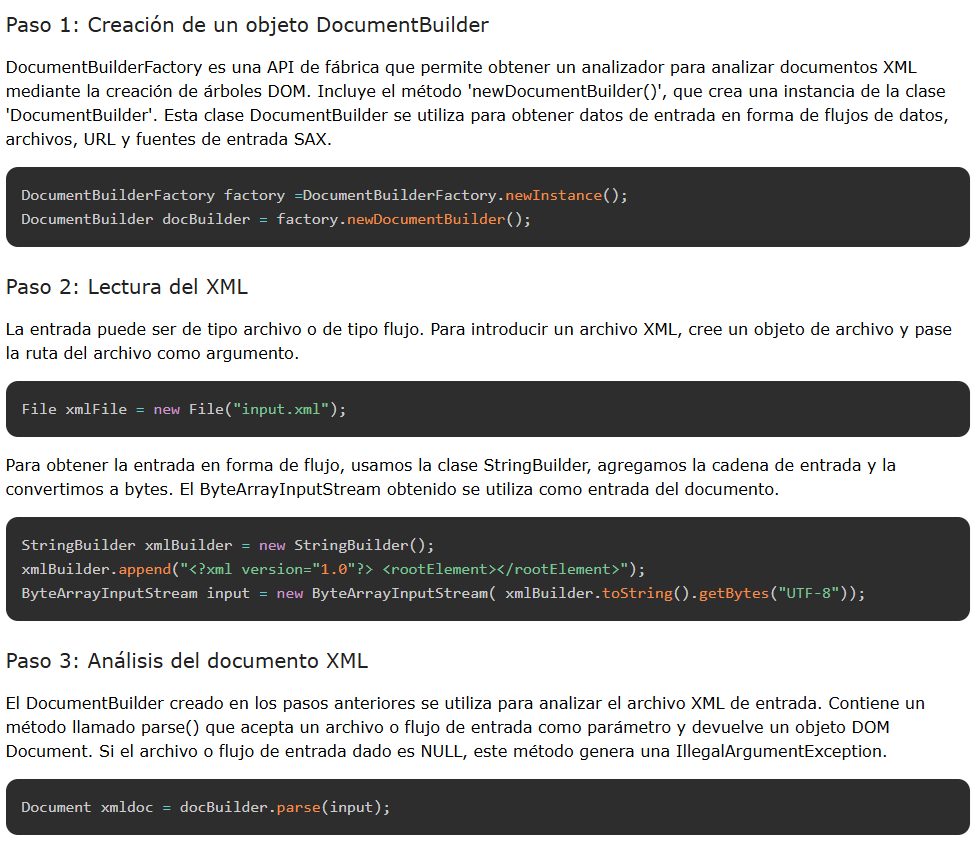 Paso 1: Creación de un objeto DocumentBuilder
DocumentBuilderFactory es una API de fábrica que permite obtener un analizador para analizar documentos XML
mediante la creación de árboles DOM. Incluye el método 'newDocumentBuilder()', que crea una instancia de la clase
'DocumentBuilder'. Esta clase DocumentBuilder se utiliza para obtener datos de entrada en forma de flujos de datos,
archivos, URL y fuentes de entrada SAX.
DocumentBuilderFactory factory =DocumentBuilderFactory.newInstance();
DocumentBuilder docBuilder = factory.newDocumentBuilder();
Paso 2: Lectura del XML
La entrada puede ser de tipo archivo o de tipo flujo. Para introducir un archivo XML, cree un objeto de archivo y pase
la ruta del archivo como argumento.
File xmlFile = new File("input.xml");
Para obtener la entrada en forma de flujo, usamos la clase StringBuilder, agregamos la cadena de entrada y la
convertimos a bytes. El ByteArrayInputStream obtenido se utiliza como entrada del documento.
StringBuilder xmlBuilder = new StringBuilder();
xmlBuilder.append("<?xml version="1.0"?> <rootElement></rootElement>");
ByteArrayInputStream input = new ByteArrayInputStream( xmlBuilder.toString().getBytes("UTF-8"));
Paso 3: Análisis del documento XML
El DocumentBuilder creado en los pasos anteriores se utiliza para analizar el archivo XML de entrada. Contiene un
método llamado parse() que acepta un archivo o flujo de entrada como parámetro y devuelve un objeto DOM
Document. Si el archivo o flujo de entrada dado es NULL, este método genera una IllegalArgumentException.
Document xmldoc = docBuilder.parse(input);